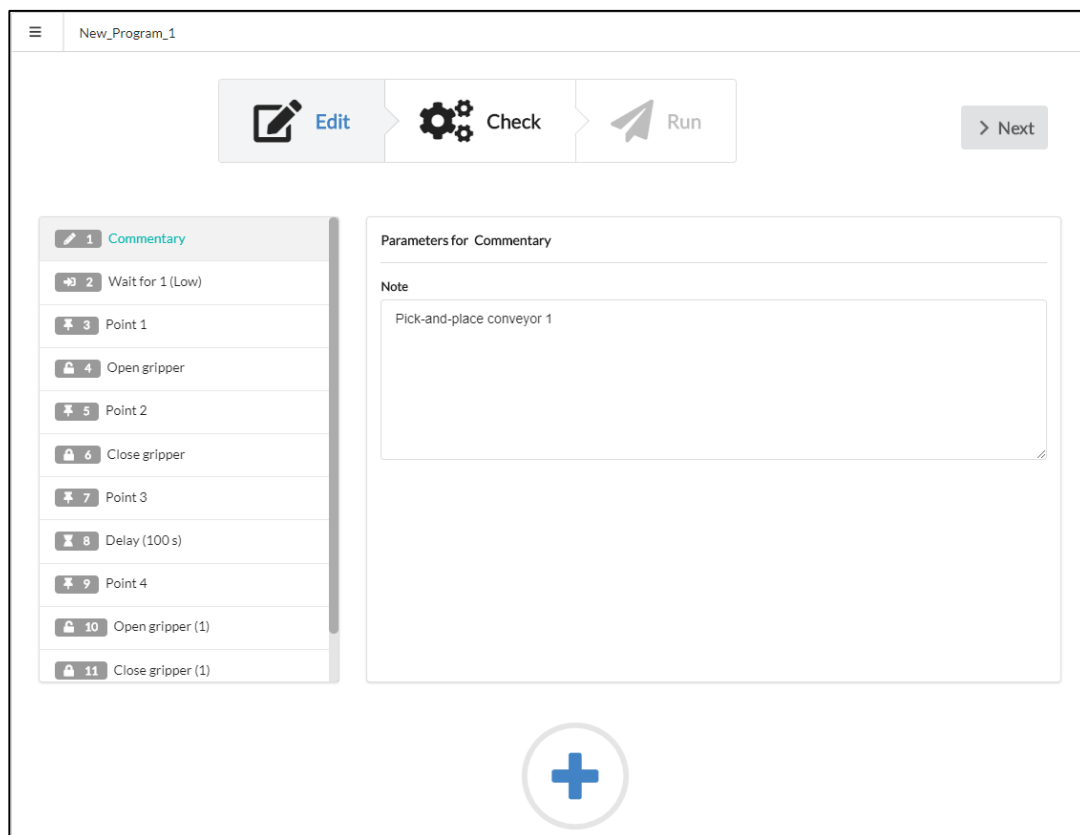 New_Program_1
Edit
Check
Run
Next
1 Commentary
2 Wait for 1 (Low)
3 Point 1
4 Open gripper
5 Point 2
6 Close gripper
7 Point 3
8 Delay (100 s)
9 Point 4
10 Open gripper (1)
11 Close gripper (1)
Parameters for Commentary
Note
Pick-and-place conveyor 1